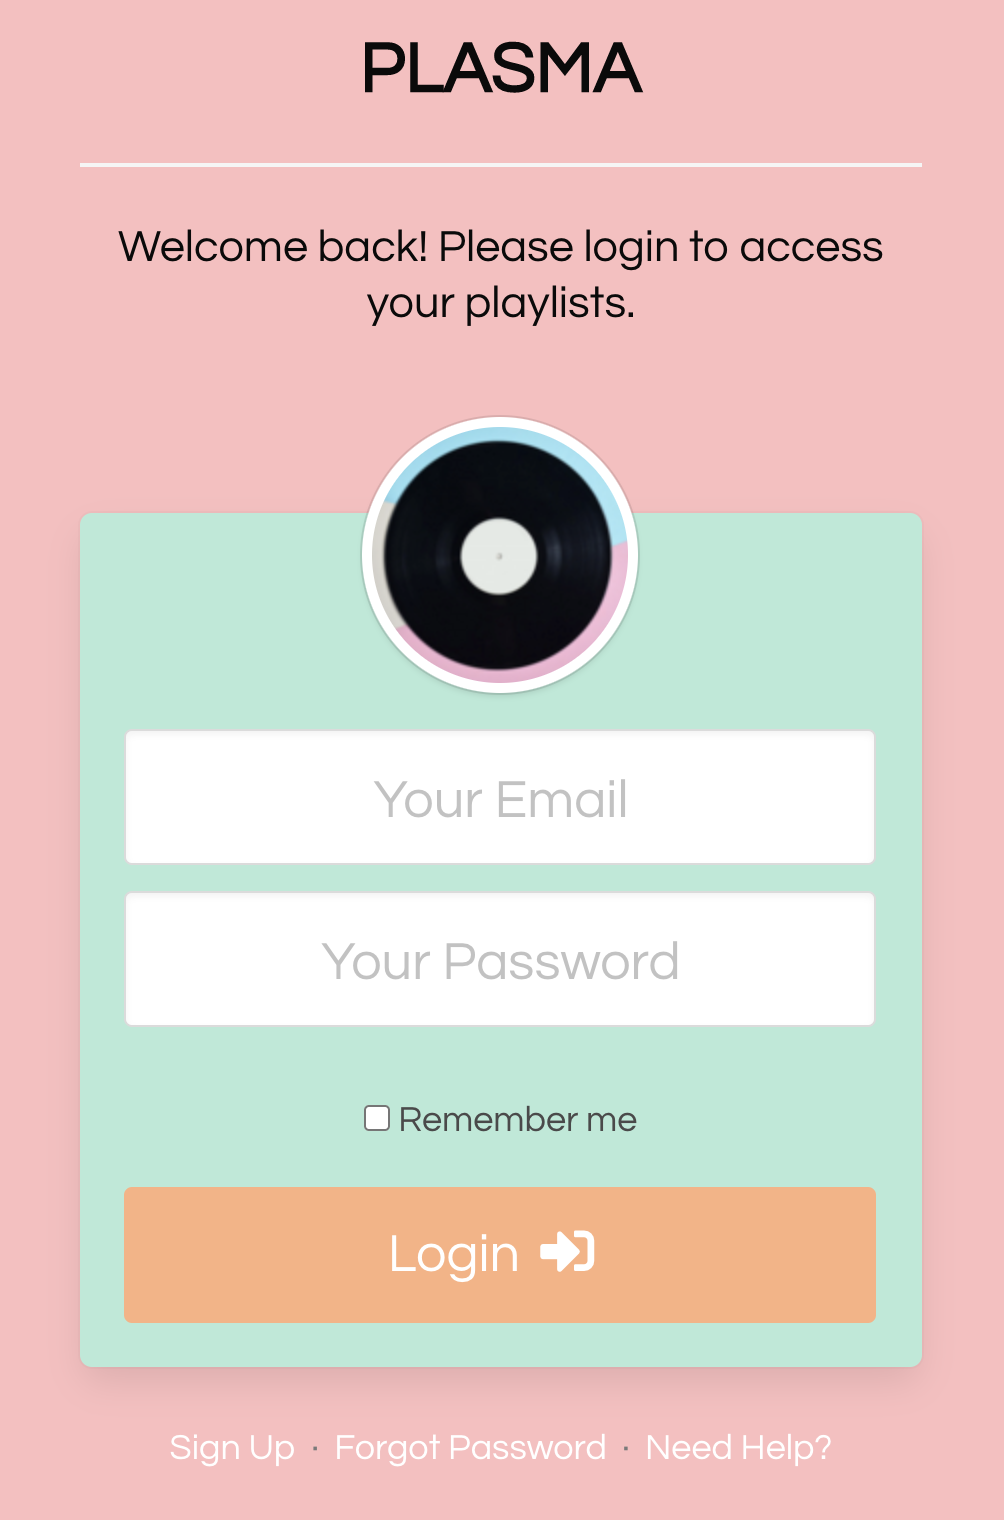 PLASMA
Welcome back! Please login to access
your playlists.
Your Email
Your Password
Remember me
Login
Sign Up · Forgot Password · Need Help?